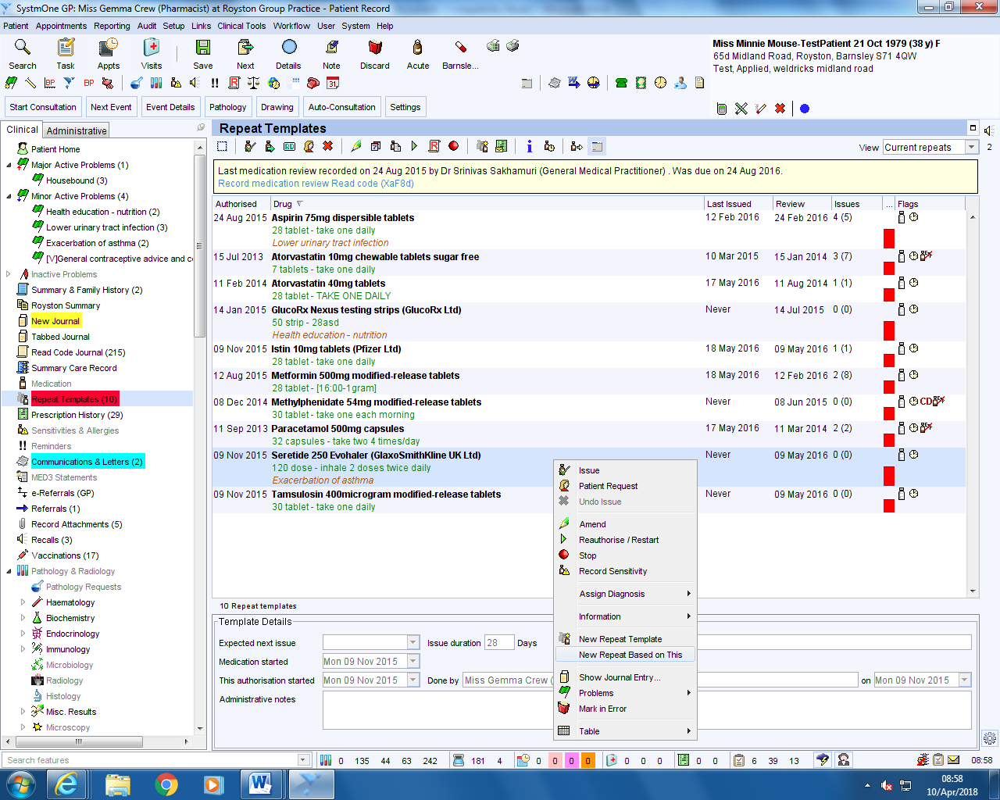 SystmOne GP: Miss Gemma Crew (Pharmacist) at Royston Group Practice - Patient Record
Patient Appointments Reporting Audit Setup Links Clinical Tools Workflow User System Help
Search Task Appts Visits Save Next Details Note Discard Acute Barnsle...
Miss Minnie Mouse-TestPatient 21 Oct 1979 (38 y) F
65d Midland Road, Royston, Barnsley S71 4QW
Test, Applied, weldricks midland road
Start Consultation Next Event Event Details Pathology Drawing Auto-Consultation Settings
Clinical Administrative
Patient Home
Major Active Problems (1)
Housebound (3)
Minor Active Problems (4)
Health education - nutrition (2)
Lower urinary tract infection (3)
Exacerbation of asthma (2)
[V]General contraceptive advice and c
Inactive Problems
Summary & Family History (2)
Royston Summary
New Journal
Tabbed Journal
Read Code Journal (215)
Summary Care Record
Medication
Repeat Templates (10)
Prescription History (29)
Sensitivities & Allergies
Reminders
Communications & Letters (2)
MED3 Statements
e-Referrals (GP)
Referrals (1)
Record Attachments (5)
Recalls (3)
Vaccinations (17)
Pathology & Radiology
Pathology Requests
Haematology
Biochemistry
Endocrinology
Immunology
Microbiology
Radiology
Histology
Misc. Results
Microscopy
Repeat Templates
View Current repeats
2
Last medication review recorded on 24 Aug 2015 by Dr Srinivas Sakhamuri (General Medical Practitioner) . Was due on 24 Aug 2016.
Record medication review Read code (XaF8d)
Authorised Drug Last Issued Review Issues ... Flags
24 Aug 2015 Aspirin 75mg dispersible tablets 12 Feb 2016 24 Feb 2016 4 (5)
28 tablet - take one daily
Lower urinary tract infection
15 Jul 2013 Atorvastatin 10mg chewable tablets sugar free 10 Mar 2015 15 Jan 2014 3 (7)
7 tablets - take one daily
11 Feb 2014 Atorvastatin 40mg tablets 17 May 2016 11 Aug 2014 1 (1)
28 tablet - TAKE ONE DAILY
14 Jan 2015 GlucoRx Nexus testing strips (GlucoRx Ltd) Never 14 Jul 2015 0 (0)
50 strip - 28asd
Health education - nutrition
09 Nov 2015 Istin 10mg tablets (Pfizer Ltd) 18 May 2016 09 May 2016 1 (1)
28 tablet - take one daily
12 Aug 2015 Metformin 500mg modified-release tablets 18 May 2016 12 Feb 2016 2 (8)
28 tablet - [16:00-1gram]
08 Dec 2014 Methylphenidate 54mg modified-release tablets Never 08 Jun 2015 0 (0) CD
30 tablet - take one each morning
11 Sep 2013 Paracetamol 500mg capsules 17 May 2016 11 Mar 2014 2 (2)
32 capsules - take two 4 times/day
09 Nov 2015 Seretide 250 Evohaler (GlaxoSmithKline UK Ltd) Never 09 May 2016 0 (0)
120 dose - inhale 2 doses twice daily
Exacerbation of asthma
09 Nov 2015 Tamsulosin 400microgram modified-release tablets Never 09 May 2016 0 (0)
30 tablet - take one daily
Issue
Patient Request
Undo Issue
Amend
Reauthorise / Restart
Stop
Record Sensitivity
Assign Diagnosis
Information
New Repeat Template
New Repeat Based on This
Show Journal Entry...
Problems
Mark in Error
Table
10 Repeat templates
Template Details
Expected next issue Issue duration 28 Days
Medication started Mon 09 Nov 2015
This authorisation started Mon 09 Nov 2015 Done by Miss Gemma Crew ( on Mon 09 Nov 2015
Administrative notes
Search features 0 135 44 63 242 181 4 0 0 0 0 0 0 0 0 0 6 39 13 08:58
08:58
10/Apr/2018